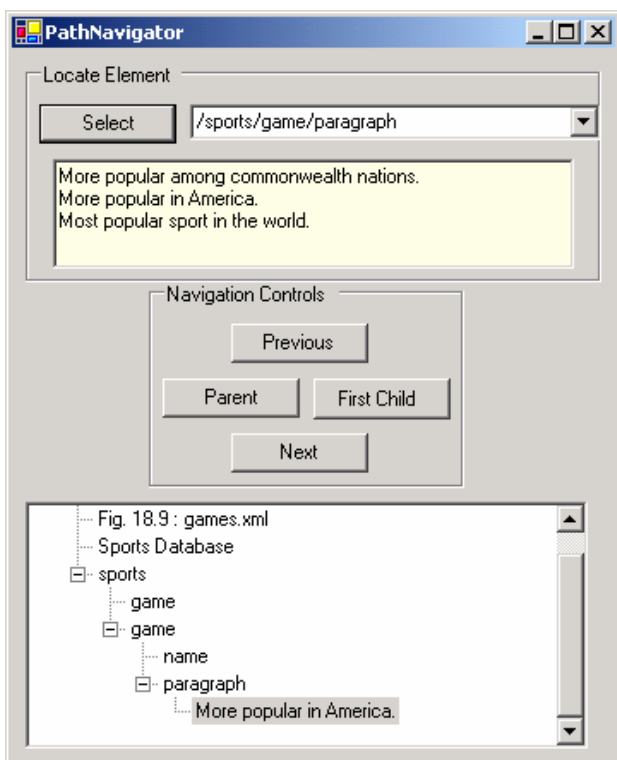 PathNavigator
Locate Element
Select
/sports/game/paragraph
More popular among commonwealth nations.
More popular in America.
Most popular sport in the world.
Navigation Controls
Previous
Parent
First Child
Next
Fig. 18.9 : games.xml
Sports Database
sports
game
game
name
paragraph
More popular in America.